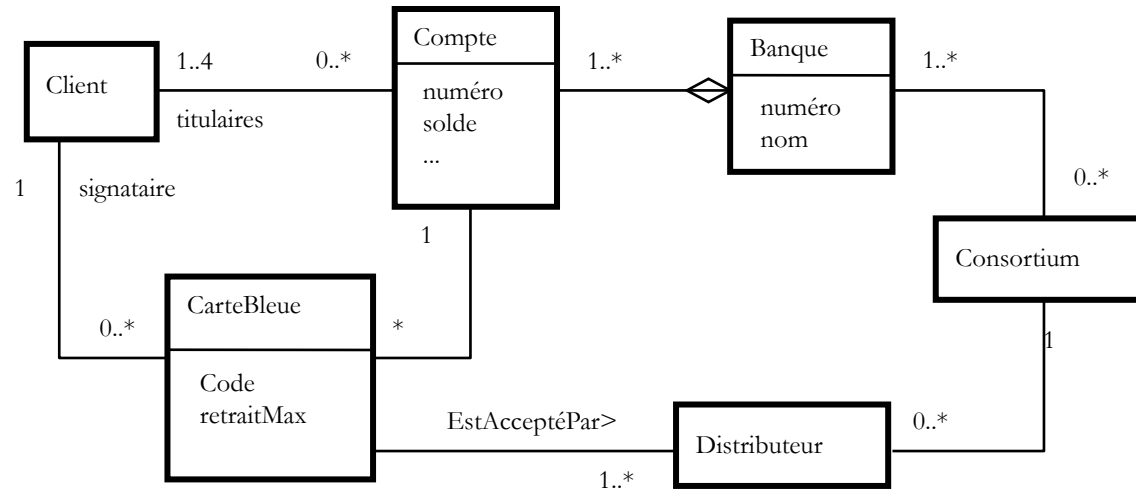 Client
1..4
0..*
titulaires
Compte
numéro
solde
...
1..*
Banque
numéro
nom
1..*
0..*
1
signataire
1
Consortium
CarteBleue
0..*
*
1
Code
retraitMax
EstAcceptéPar>
1..*
Distributeur
0..*